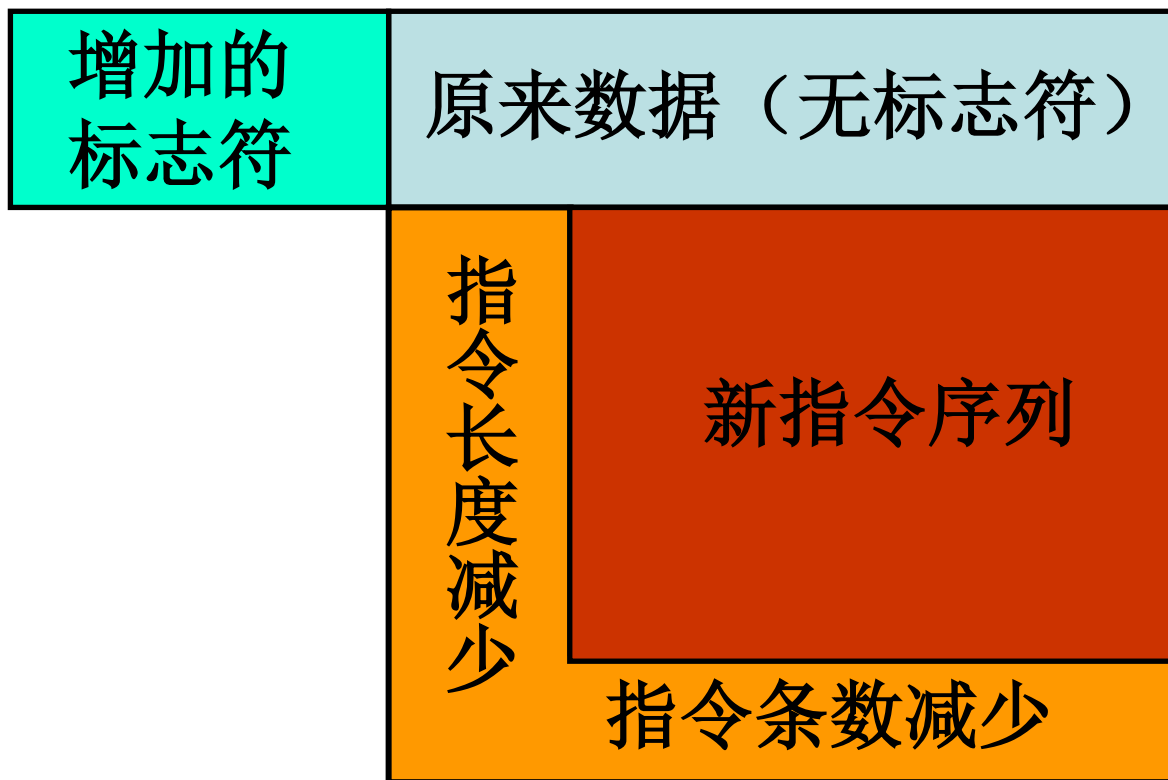 增加的
标志符
原来数据（无标志符）
指令长度减少
新指令序列
指令条数减少